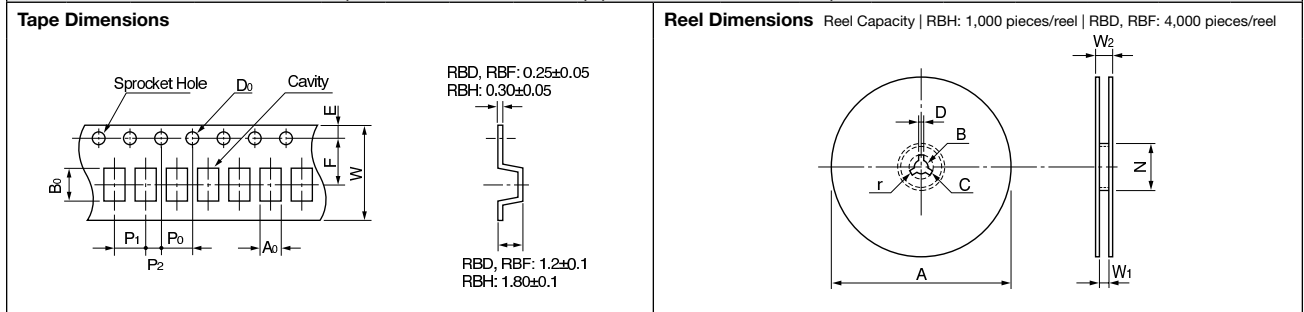 Tape Dimensions
Sprocket Hole
D0
Cavity
E
F
W
B0
P1
P0
P2
A0
RBD, RBF: 0.25±0.05
RBH: 0.30±0.05
RBD, RBF: 1.2±0.1
RBH: 1.80±0.1
Reel Dimensions Reel Capacity | RBH: 1,000 pieces/reel | RBD, RBF: 4,000 pieces/reel
W2
D
B
r
C
N
A
W1